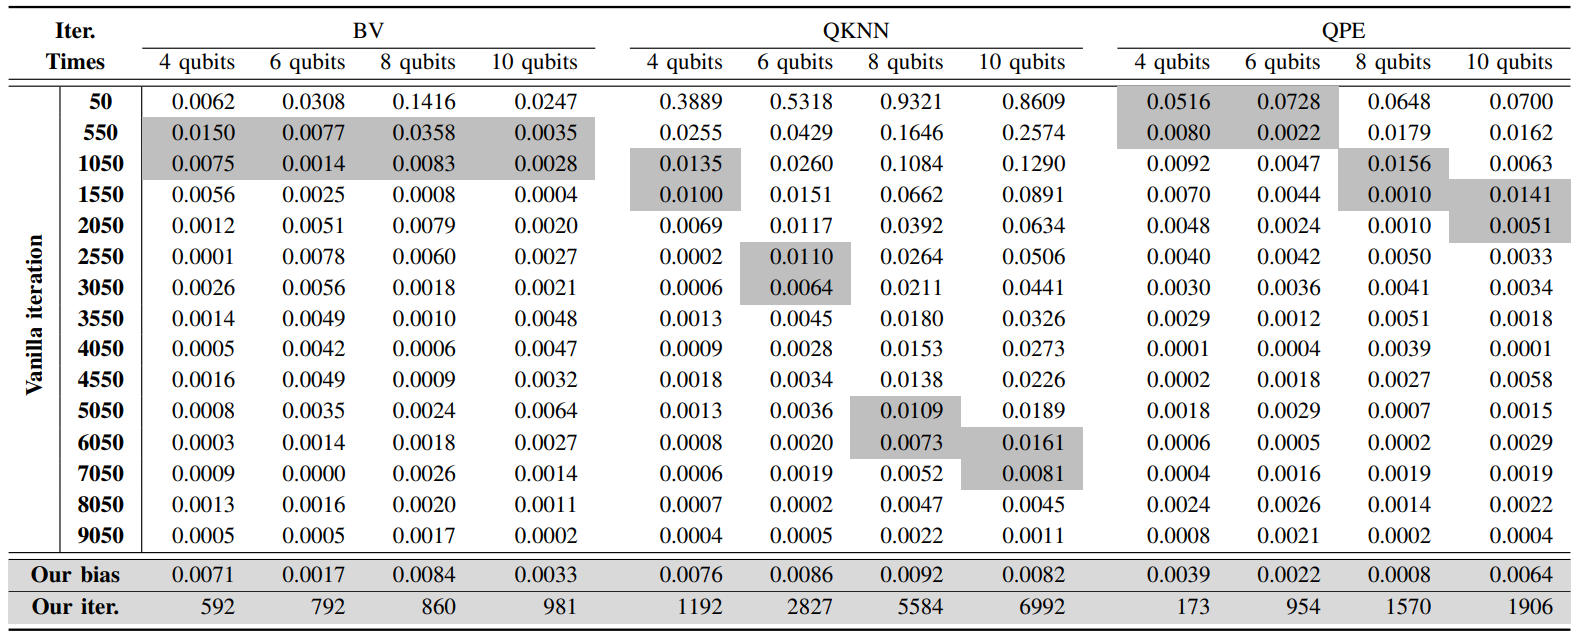 Iter. BV QKNN QPE
Times 4 qubits 6 qubits 8 qubits 10 qubits 4 qubits 6 qubits 8 qubits 10 qubits 4 qubits 6 qubits 8 qubits 10 qubits
Vanilla iteration
50 0.0062 0.0308 0.1416 0.0247 0.3889 0.5318 0.9321 0.8609 0.0516 0.0728 0.0648 0.0700
550 0.0150 0.0077 0.0358 0.0035 0.0255 0.0429 0.1646 0.2574 0.0080 0.0022 0.0179 0.0162
1050 0.0075 0.0014 0.0083 0.0028 0.0135 0.0260 0.1084 0.1290 0.0092 0.0047 0.0156 0.0063
1550 0.0056 0.0025 0.0008 0.0004 0.0100 0.0151 0.0662 0.0891 0.0070 0.0044 0.0010 0.0141
2050 0.0012 0.0051 0.0079 0.0020 0.0069 0.0117 0.0392 0.0634 0.0048 0.0024 0.0010 0.0051
2550 0.0001 0.0078 0.0060 0.0027 0.0002 0.0110 0.0264 0.0506 0.0040 0.0042 0.0050 0.0033
3050 0.0026 0.0056 0.0018 0.0021 0.0006 0.0064 0.0211 0.0441 0.0030 0.0036 0.0041 0.0034
3550 0.0014 0.0049 0.0010 0.0048 0.0013 0.0045 0.0180 0.0326 0.0029 0.0012 0.0051 0.0018
4050 0.0005 0.0042 0.0006 0.0047 0.0009 0.0028 0.0153 0.0273 0.0001 0.0004 0.0039 0.0001
4550 0.0016 0.0049 0.0009 0.0032 0.0018 0.0034 0.0138 0.0226 0.0002 0.0018 0.0027 0.0058
5050 0.0008 0.0035 0.0024 0.0064 0.0013 0.0036 0.0109 0.0189 0.0018 0.0029 0.0007 0.0015
6050 0.0003 0.0014 0.0018 0.0027 0.0008 0.0020 0.0073 0.0161 0.0006 0.0005 0.0002 0.0029
7050 0.0009 0.0000 0.0026 0.0014 0.0006 0.0019 0.0052 0.0081 0.0004 0.0016 0.0019 0.0019
8050 0.0013 0.0016 0.0020 0.0011 0.0007 0.0002 0.0047 0.0045 0.0024 0.0026 0.0014 0.0022
9050 0.0005 0.0005 0.0017 0.0002 0.0004 0.0005 0.0022 0.0011 0.0008 0.0021 0.0002 0.0004
Our bias 0.0071 0.0017 0.0084 0.0033 0.0076 0.0086 0.0092 0.0082 0.0039 0.0022 0.0008 0.0064
Our iter. 592 792 860 981 1192 2827 5584 6992 173 954 1570 1906